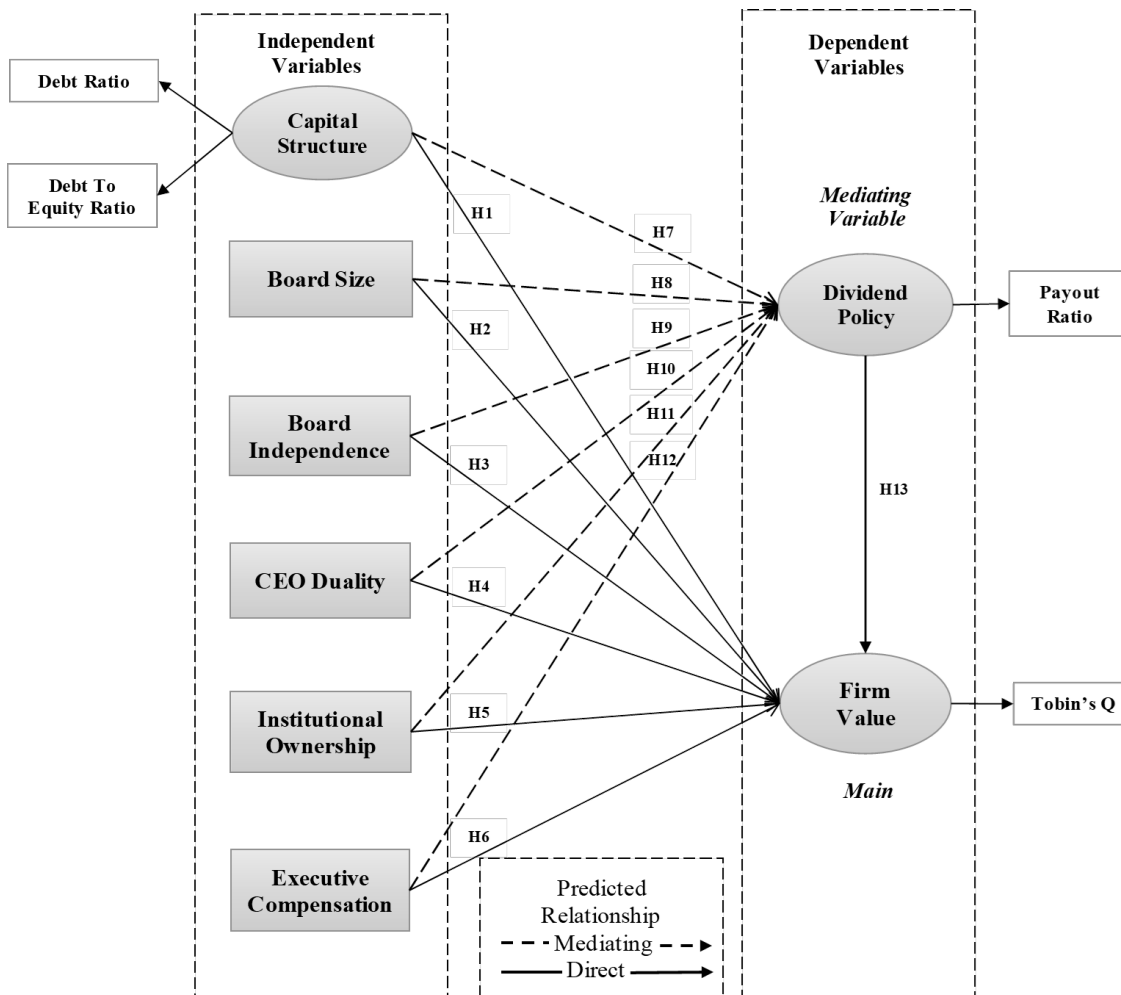 Independent
Variables
Dependent
Variables
Debt Ratio
Capital
Structure
Debt To
Equity Ratio
H1
Mediating
Variable
H7
Board Size
H8
Dividend
Policy
Payout
Ratio
H2
H9
H10
H11
Board
Independence
H3
H12
H13
CEO Duality
H4
Institutional
Ownership
H5
Firm
Value
Tobin's Q
Main
H6
Executive
Compensation
Predicted
Relationship
Mediating
Direct